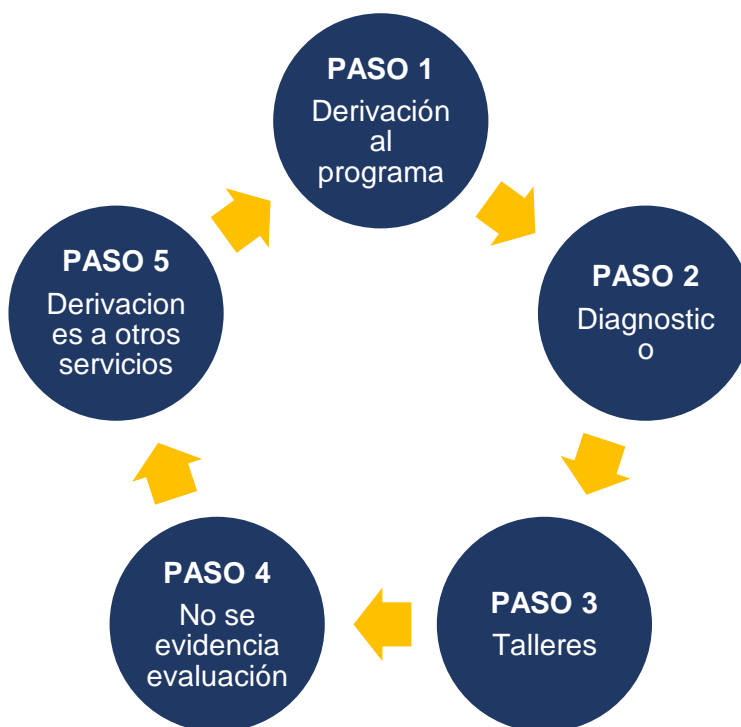 PASO 1
Derivación
al
programa
PASO 2
Diagnostic
o
PASO 3
Talleres
PASO 4
No se
evidencia
evaluación
PASO 5
Derivacion
es a otros
servicios